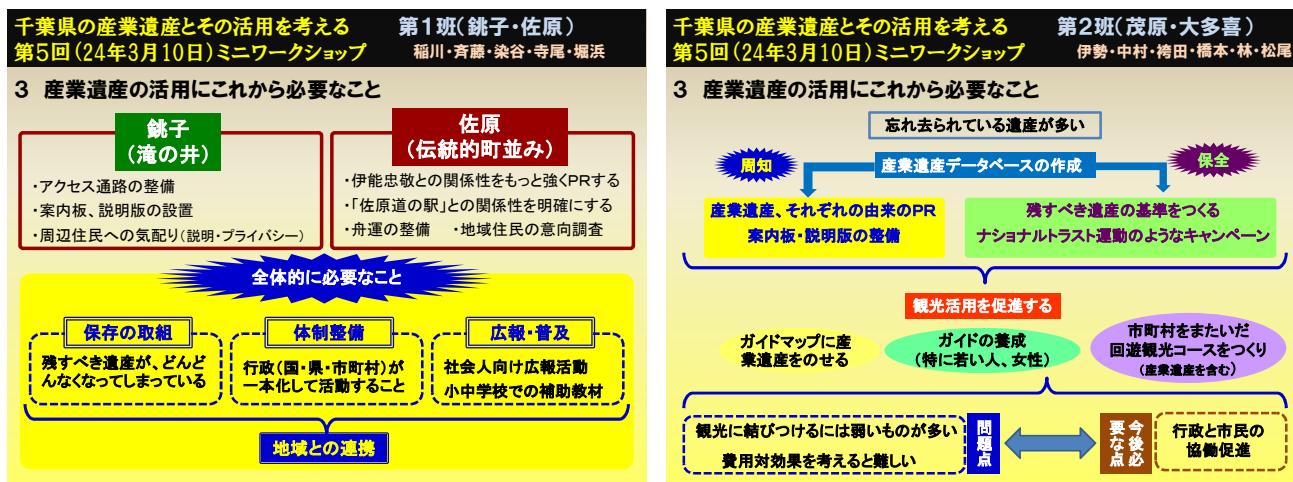 千葉県の産業遺産とその活用を考える 第1班(銚子・佐原)
第5回(24年3月10日)ミニワークショップ 稲川・斉藤・染谷・寺尾・堀浜
3 産業遺産の活用にこれから必要なこと
銚子
(滝の井)
・アクセス通路の整備
・案内板、説明版の設置
・周辺住民への気配り(説明・プライバシー)
佐原
(伝統的町並み)
・伊能忠敬との関係性をもっと強くPRする
・「佐原道の駅」との関係性を明確にする
・舟運の整備 ・地域住民の意向調査
全体的に必要なこと
保存の取組
残すべき遺産が、どんど
んなくなってしまっている
体制整備
行政(国・県・市町村)が
一本化して活動すること
広報・普及
社会人向け広報活動
小中学校での補助教材
地域との連携
千葉県の産業遺産とその活用を考える 第2班(茂原・大多喜)
第5回(24年3月10日)ミニワークショップ 伊勢・中村・袴田・橋本・林・松尾
3 産業遺産の活用にこれから必要なこと
忘れ去られている遺産が多い
周知
産業遺産データベースの作成
保全
産業遺産、それぞれの由来のPR
案内板・説明版の整備
残すべき遺産の基準をつくる
ナショナルトラスト運動のようなキャンペーン
観光活用を促進する
ガイドマップに産
業遺産をのせる
ガイドの養成
(特に若い人、女性)
市町村をまたいだ
回遊観光コースをつくり
(産業遺産を含む)
観光に結びつけるには弱いものが多い
費用対効果を考えると難しい
問題点
今後必
要な点
行政と市民の
協働促進